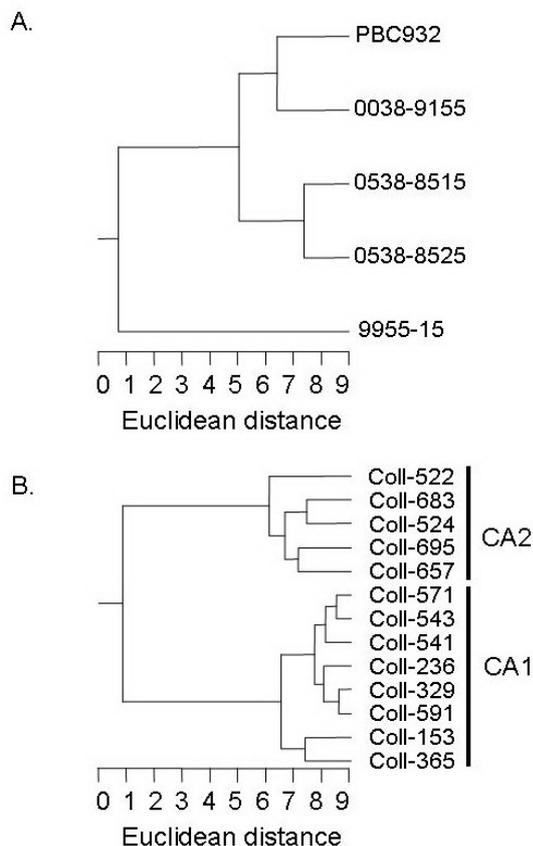 A.
PBC932
0038-9155
0538-8515
0538-8525
9955-15
0 1 2 3 4 5 6 7 8 9
Euclidean distance
B.
Coll-522
Coll-683
Coll-524
Coll-695
Coll-657
CA2
Coll-571
Coll-543
Coll-541
Coll-236
Coll-329
Coll-591
Coll-153
Coll-365
CA1
0 1 2 3 4 5 6 7 8 9
Euclidean distance